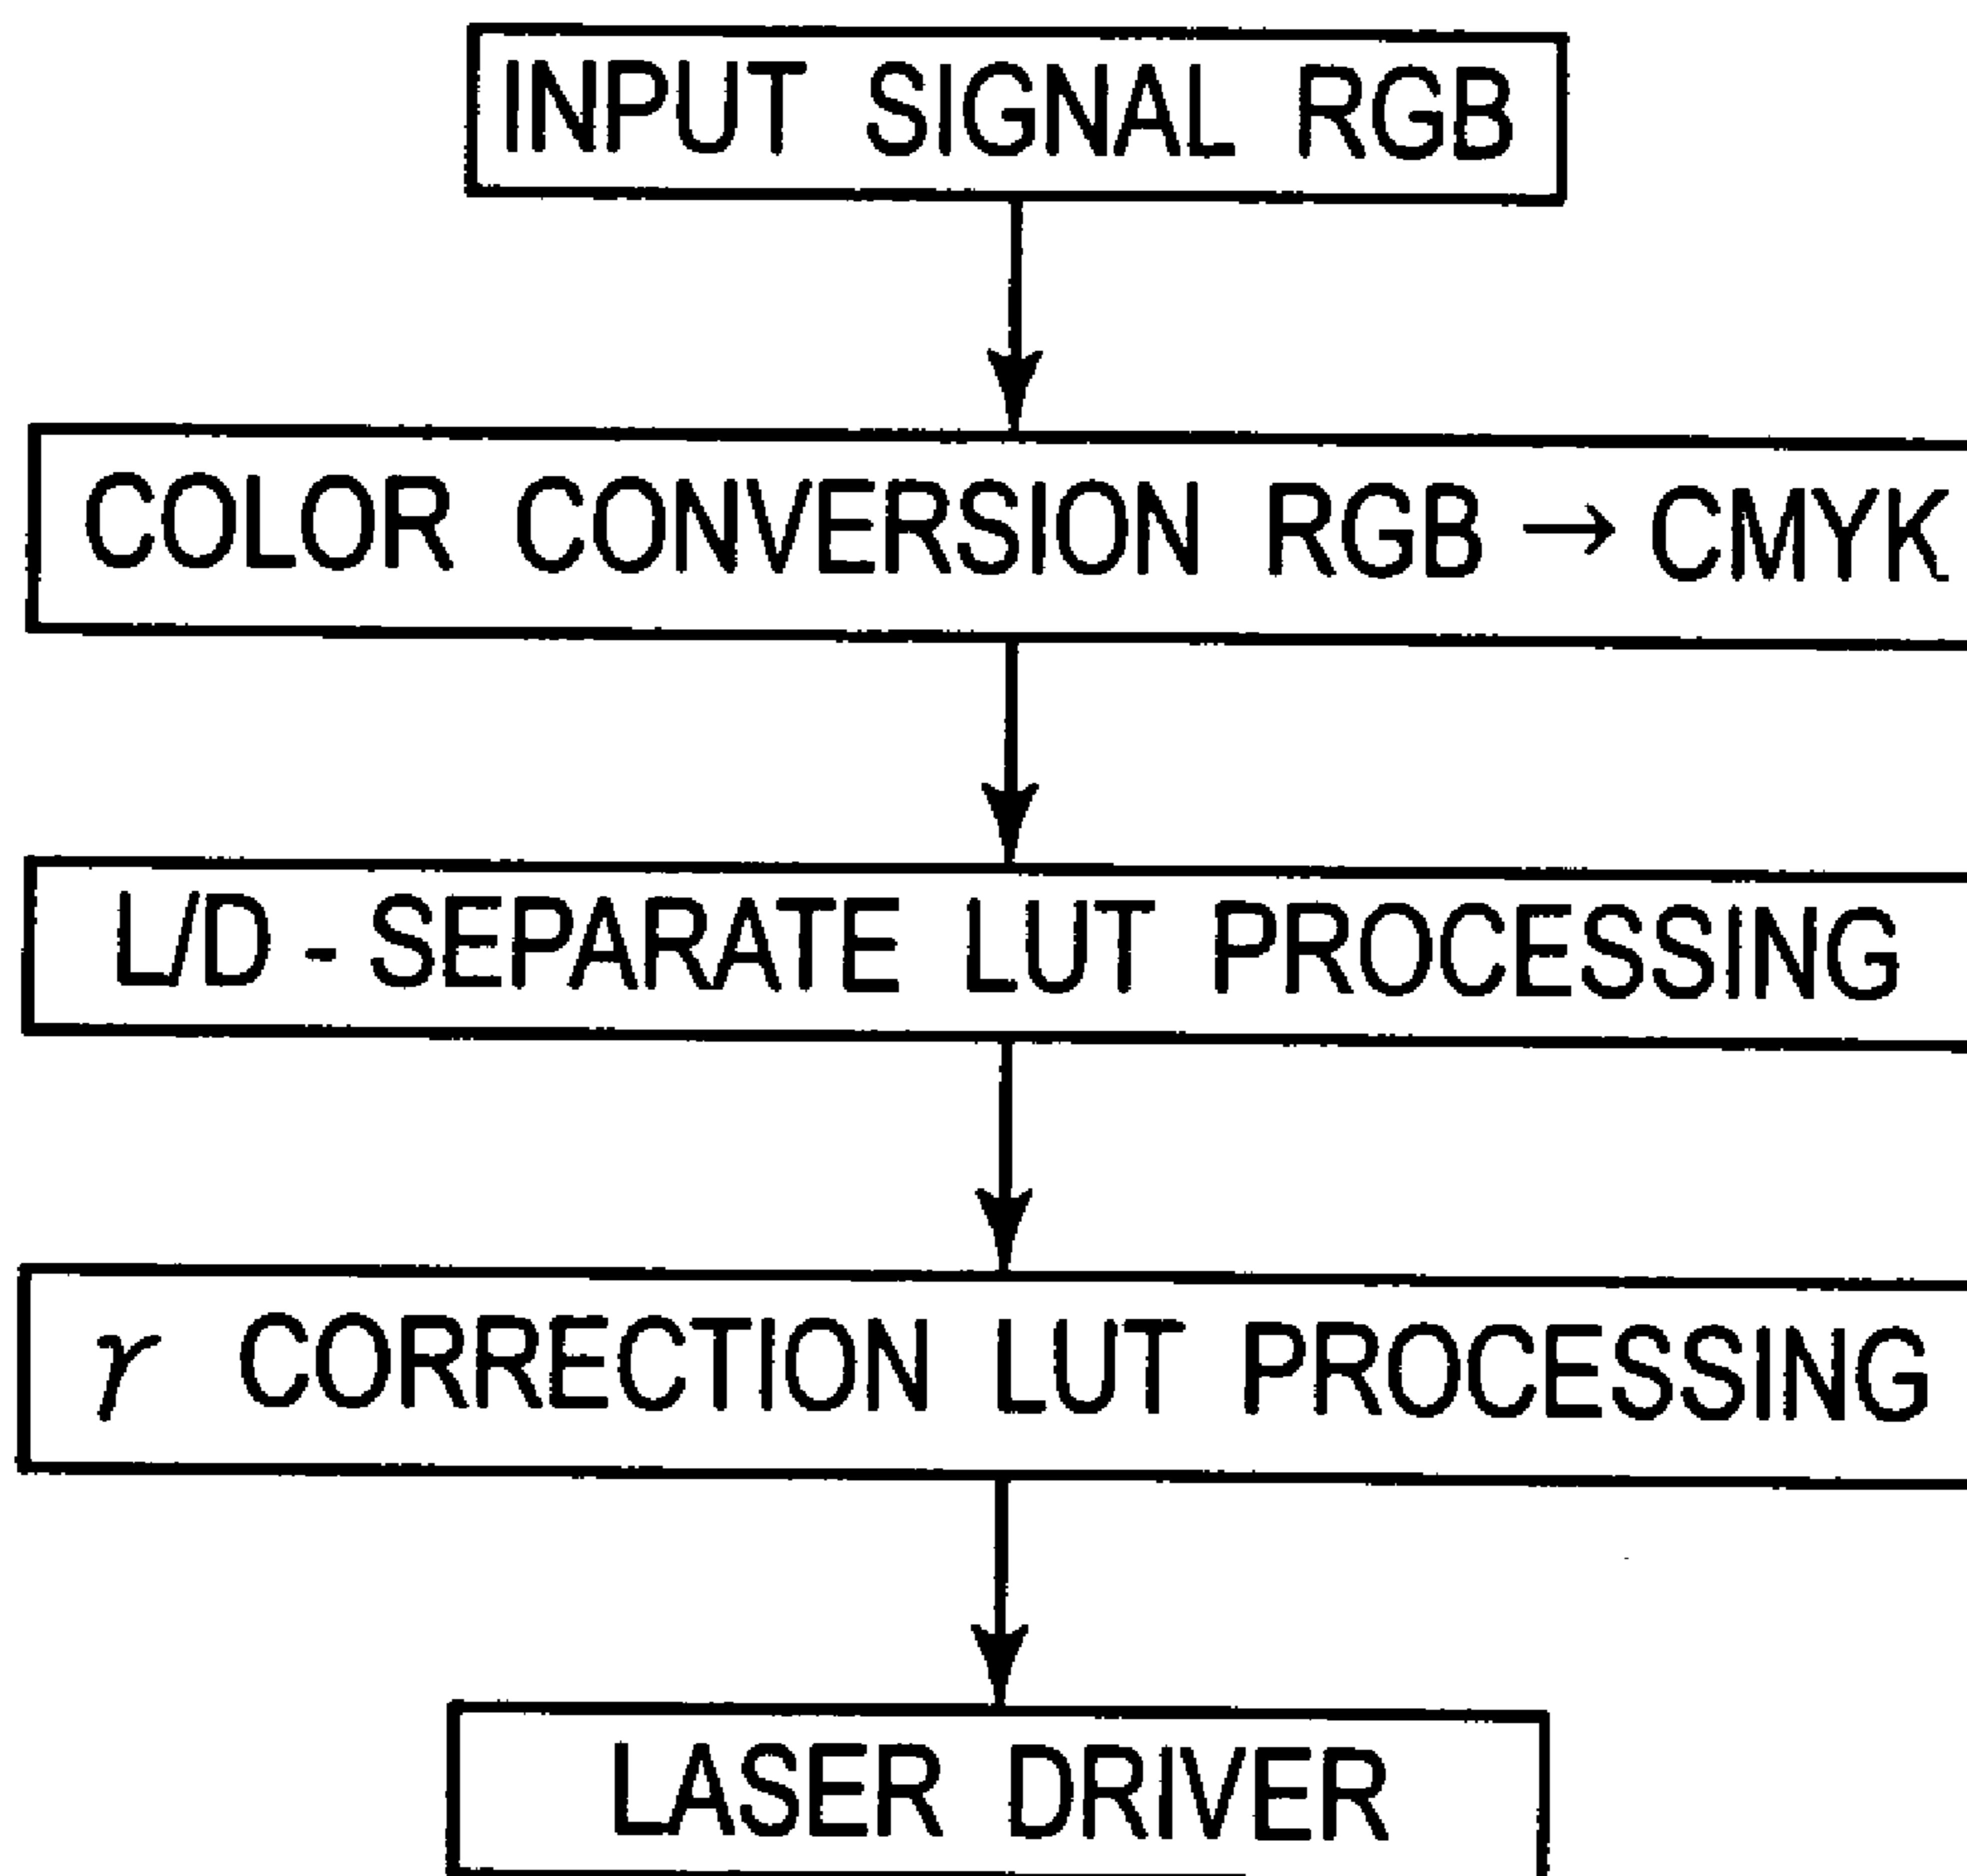 INPUT SIGNAL RGB
COLOR CONVERSION RGB → CMYK
L/D - SEPARATE LUT PROCESSING
γ CORRECTION LUT PROCESSING
LASER DRIVER